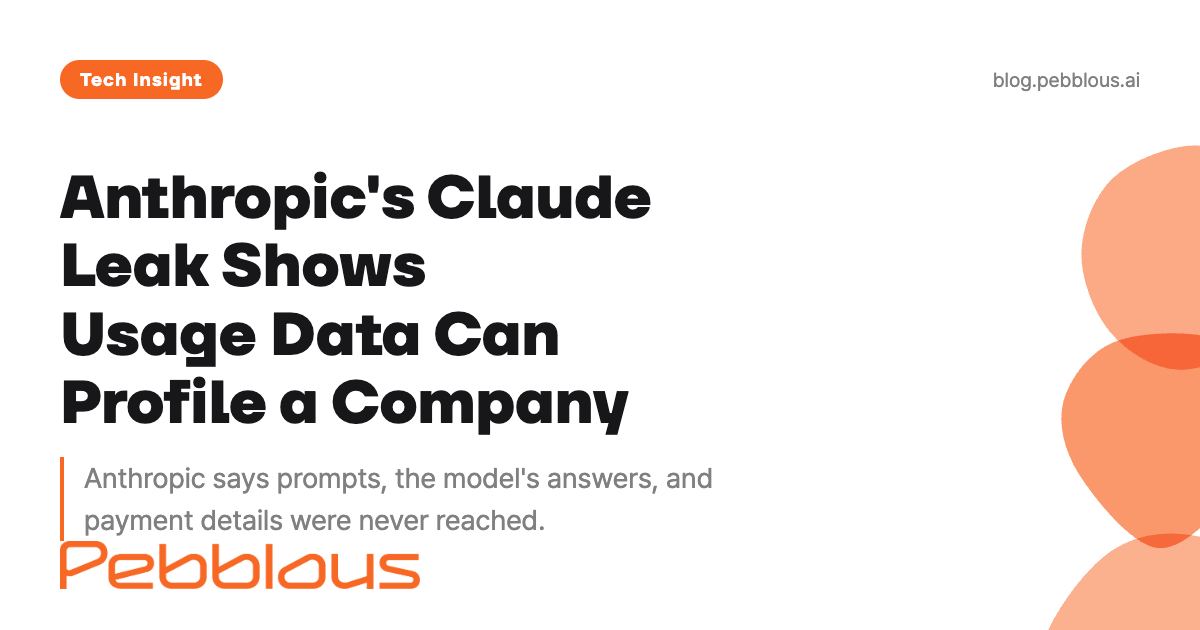 Tech Insight
blog.pebblous.ai
Anthropic's Claude
Leak Shows
Usage Data Can
Profile a Company
Anthropic says prompts, the model's answers, and
payment details were never reached.
Pebblous